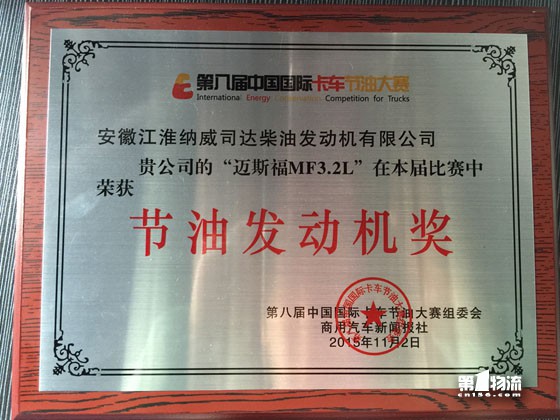 第八届中国国际卡车节油大赛
International Energy Conservation Competition for Trucks
安徽江淮纳威司达柴油发动机有限公司
贵公司的“迈斯福MF3.2L”在本届比赛中
荣获
节油发动机奖
第八届中国国际卡车节油大赛组委会
商用汽车新闻报社
2015年11月2日
第1物流
cn156.com